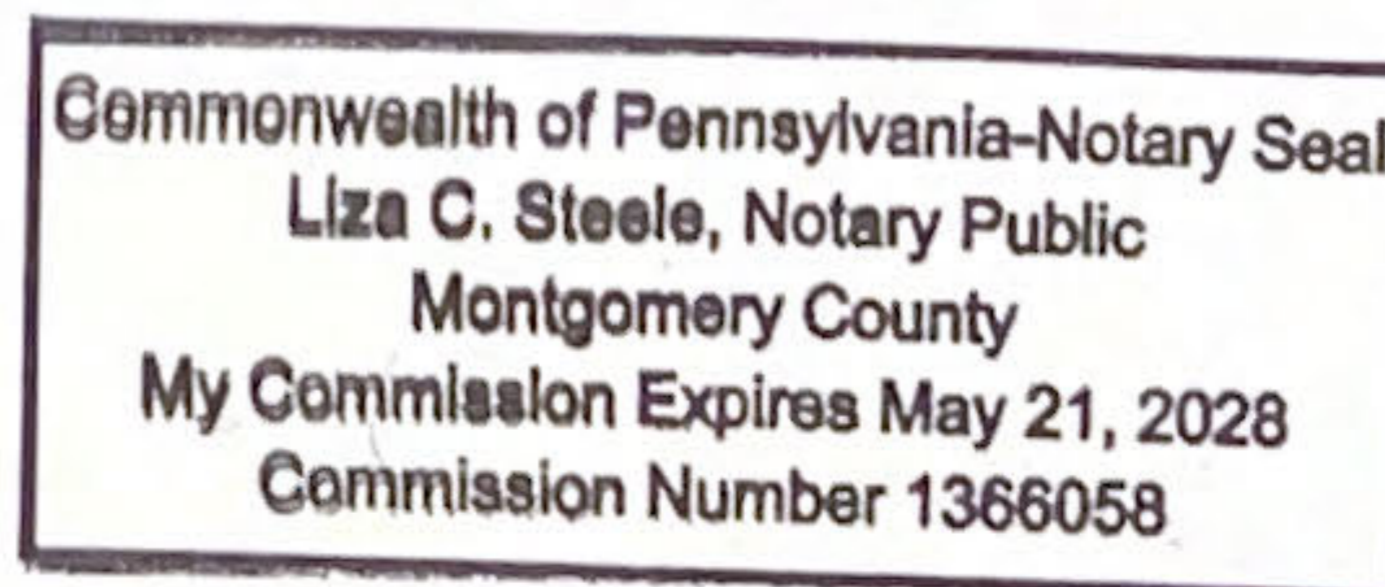 Commonwealth of Pennsylvania-Notary Seal
Liza C. Steele, Notary Public
Montgomery County
My Commission Expires May 21, 2028
Commission Number 1366058